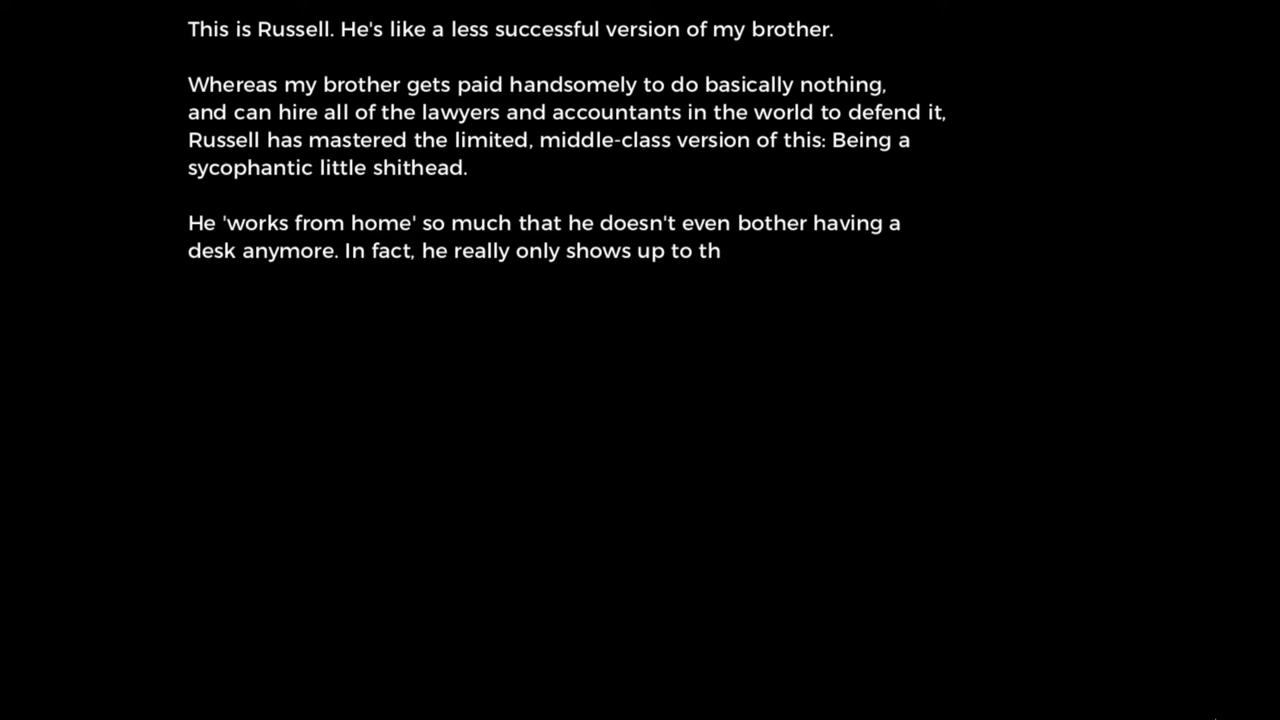 This is Russell. He's like a less successful version of my brother.
Whereas my brother gets paid handsomely to do basically nothing,
and can hire all of the lawyers and accountants in the world to defend it,
Russell has mastered the limited, middle-class version of this: Being a
sycophantic little shithead.
He 'works from home' so much that he doesn't even bother having a
desk anymore. In fact, he really only shows up to th